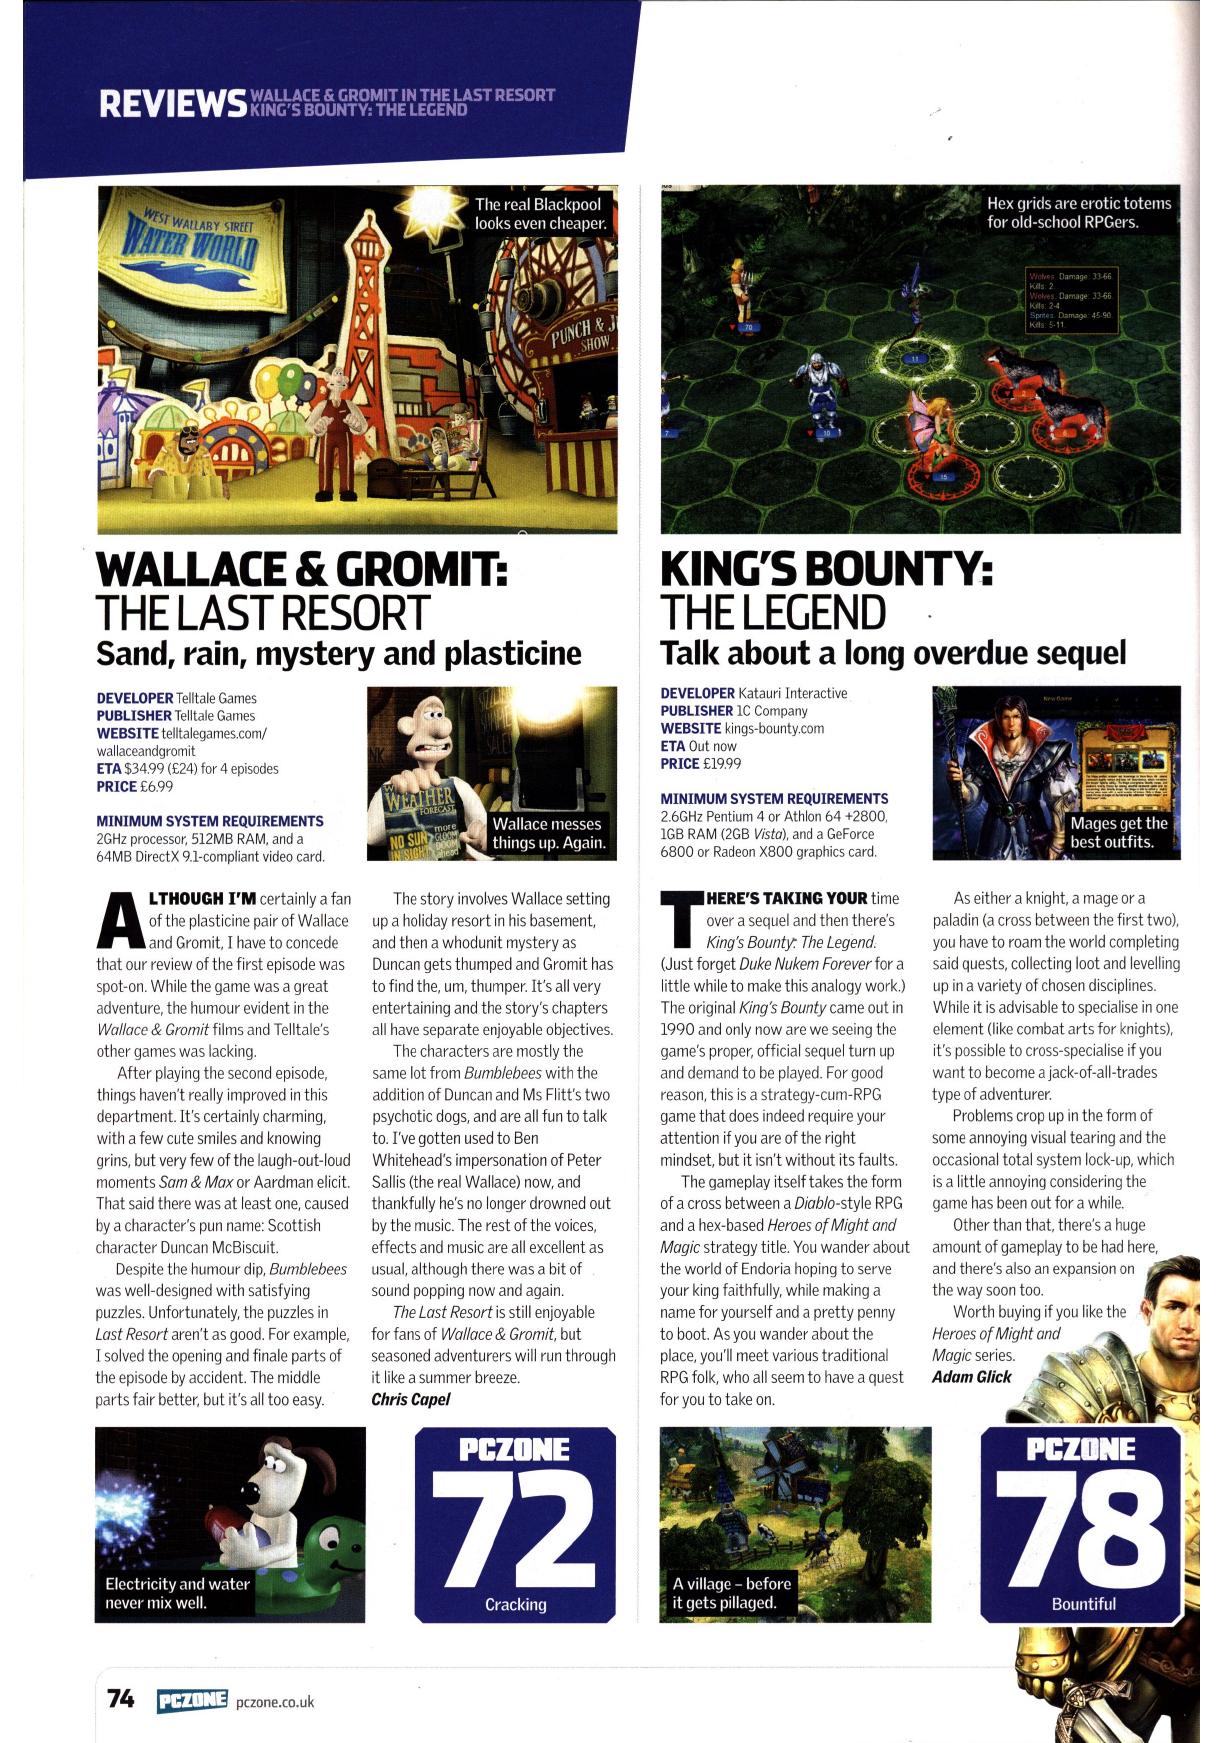 REVIEWS WALLACE & GROMIT IN THE LAST RESORT
KING'S BOUNTY: THE LEGEND
WEST WALLABY STREET
WATER WORLD
The real Blackpool
looks even cheaper.
PUNCH & J
SHOW
WALLACE & GROMIT:
THE LAST RESORT
Sand, rain, mystery and plasticine
DEVELOPER Telltale Games
PUBLISHER Telltale Games
WEBSITE telltalegames.com/
wallaceandgromit
ETA $34.99 (£24) for 4 episodes
PRICE £6.99
MINIMUM SYSTEM REQUIREMENTS
2GHz processor, 512MB RAM, and a
64MB DirectX 9.1-compliant video card.
WEATHER
FORECAST
NO SUN
IN SIGHT
more
GLOOM
DOOM
ahead
Wallace messes
things up. Again.
ALTHOUGH I'M certainly a fan
of the plasticine pair of Wallace
and Gromit, I have to concede
that our review of the first episode was
spot-on. While the game was a great
adventure, the humour evident in the
Wallace & Gromit films and Telltale's
other games was lacking.
After playing the second episode,
things haven't really improved in this
department. It's certainly charming,
with a few cute smiles and knowing
grins, but very few of the laugh-out-loud
moments Sam & Max or Aardman elicit.
That said there was at least one, caused
by a character's pun name: Scottish
character Duncan McBiscuit.
Despite the humour dip, Bumblebees
was well-designed with satisfying
puzzles. Unfortunately, the puzzles in
Last Resort aren't as good. For example,
I solved the opening and finale parts of
the episode by accident. The middle
parts fair better, but it's all too easy.
The story involves Wallace setting
up a holiday resort in his basement,
and then a whodunit mystery as
Duncan gets thumped and Gromit has
to find the, um, thumper. It's all very
entertaining and the story's chapters
all have separate enjoyable objectives.
The characters are mostly the
same lot from Bumblebees with the
addition of Duncan and Ms Flitt's two
psychotic dogs, and are all fun to talk
to. I've gotten used to Ben
Whitehead's impersonation of Peter
Sallis (the real Wallace) now, and
thankfully he's no longer drowned out
by the music. The rest of the voices,
effects and music are all excellent as
usual, although there was a bit of
sound popping now and again.
The Last Resort is still enjoyable
for fans of Wallace & Gromit, but
seasoned adventurers will run through
it like a summer breeze.
Chris Capel
Electricity and water
never mix well.
PCZONE
72
Cracking
Hex grids are erotic totems
for old-school RPGers.
Wolves. Damage: 33-66.
Kills: 2.
Wolves. Damage: 33-66.
Kills: 2-4.
Sprites. Damage: 45-90.
Kills: 5-11.
70
11
10
7
15
KING'S BOUNTY:
THE LEGEND
Talk about a long overdue sequel
DEVELOPER Katauri Interactive
PUBLISHER 1C Company
WEBSITE kings-bounty.com
ETA Out now
PRICE £19.99
MINIMUM SYSTEM REQUIREMENTS
2.6GHz Pentium 4 or Athlon 64 +2800,
1GB RAM (2GB Vista), and a GeForce
6800 or Radeon X800 graphics card.
New Game
Mages get the
best outfits.
THERE'S TAKING YOUR time
over a sequel and then there's
King's Bounty: The Legend.
(Just forget Duke Nukem Forever for a
little while to make this analogy work.)
The original King's Bounty came out in
1990 and only now are we seeing the
game's proper, official sequel turn up
and demand to be played. For good
reason, this is a strategy-cum-RPG
game that does indeed require your
attention if you are of the right
mindset, but it isn't without its faults.
The gameplay itself takes the form
of a cross between a Diablo-style RPG
and a hex-based Heroes of Might and
Magic strategy title. You wander about
the world of Endoria hoping to serve
your king faithfully, while making a
name for yourself and a pretty penny
to boot. As you wander about the
place, you'll meet various traditional
RPG folk, who all seem to have a quest
for you to take on.
As either a knight, a mage or a
paladin (a cross between the first two),
you have to roam the world completing
said quests, collecting loot and levelling
up in a variety of chosen disciplines.
While it is advisable to specialise in one
element (like combat arts for knights),
it's possible to cross-specialise if you
want to become a jack-of-all-trades
type of adventurer.
Problems crop up in the form of
some annoying visual tearing and the
occasional total system lock-up, which
is a little annoying considering the
game has been out for a while.
Other than that, there's a huge
amount of gameplay to be had here,
and there's also an expansion on
the way soon too.
Worth buying if you like the
Heroes of Might and
Magic series.
Adam Glick
A village – before
it gets pillaged.
PCZONE
78
Bountiful
74 PCZONE pczone.co.uk